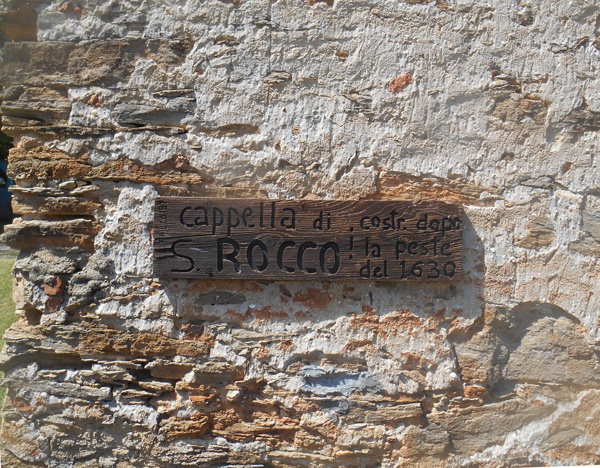 cappella di
S. ROCCO
costr. dopo
la peste
del 1630